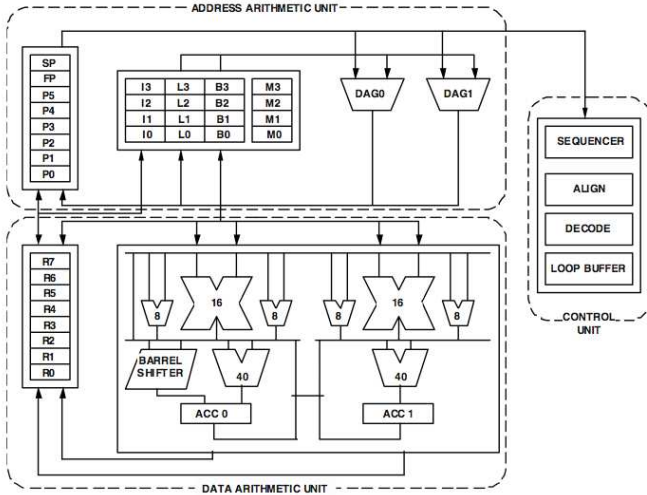 ADDRESS ARITHMETIC UNIT
SP
FP
P5
P4
P3
P2
P1
P0
I3 L3 B3 M3
I2 L2 B2 M2
I1 L1 B1 M1
I0 L0 B0 M0
DAG0
DAG1
SEQUENCER
ALIGN
DECODE
LOOP BUFFER
CONTROL
UNIT
R7
R6
R5
R4
R3
R2
R1
R0
8 16 8 8 16 8
BARREL
SHIFTER
40
40
ACC 0
ACC 1
DATA ARITHMETIC UNIT